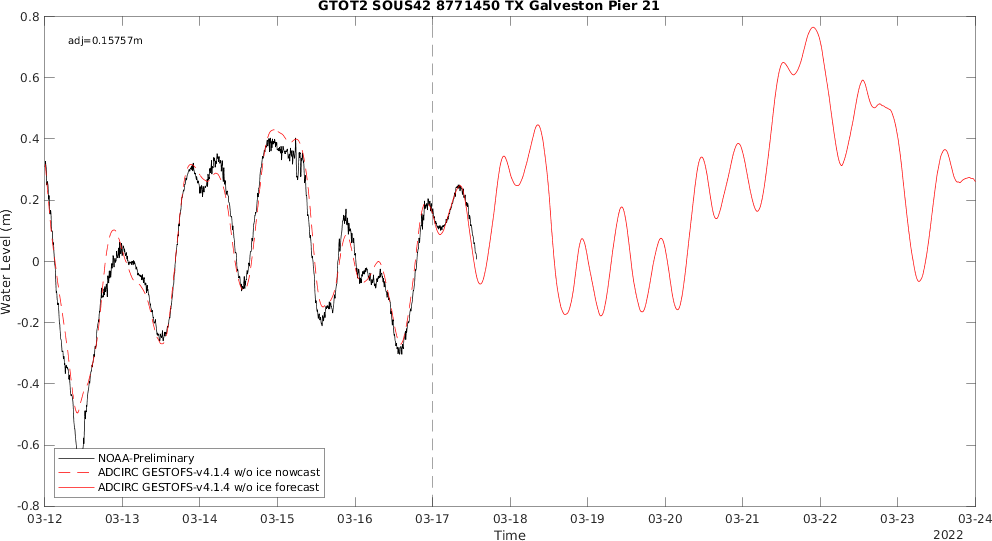 GTOT2 SOUS42 8771450 TX Galveston Pier 21
adj=0.15757m
0.8
0.6
0.4
0.2
0
-0.2
-0.4
-0.6
-0.8
Water Level (m)
NOAA-Preliminary
ADCIRC GESTOFS-v4.1.4 w/o ice nowcast
ADCIRC GESTOFS-v4.1.4 w/o ice forecast
03-12 03-13 03-14 03-15 03-16 03-17 03-18 03-19 03-20 03-21 03-22 03-23 03-24
Time
2022